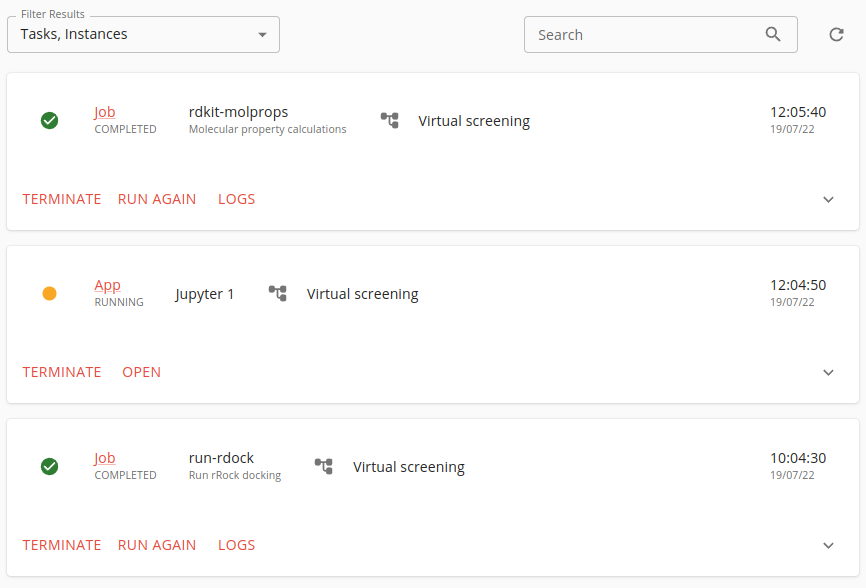 Filter Results
Tasks, Instances
Search
Job
COMPLETED
rdkit-molprops
Molecular property calculations
Virtual screening
12:05:40
19/07/22
TERMINATE RUN AGAIN LOGS
App
RUNNING
Jupyter 1
Virtual screening
12:04:50
19/07/22
TERMINATE OPEN
Job
COMPLETED
run-rdock
Run rRock docking
Virtual screening
10:04:30
19/07/22
TERMINATE RUN AGAIN LOGS